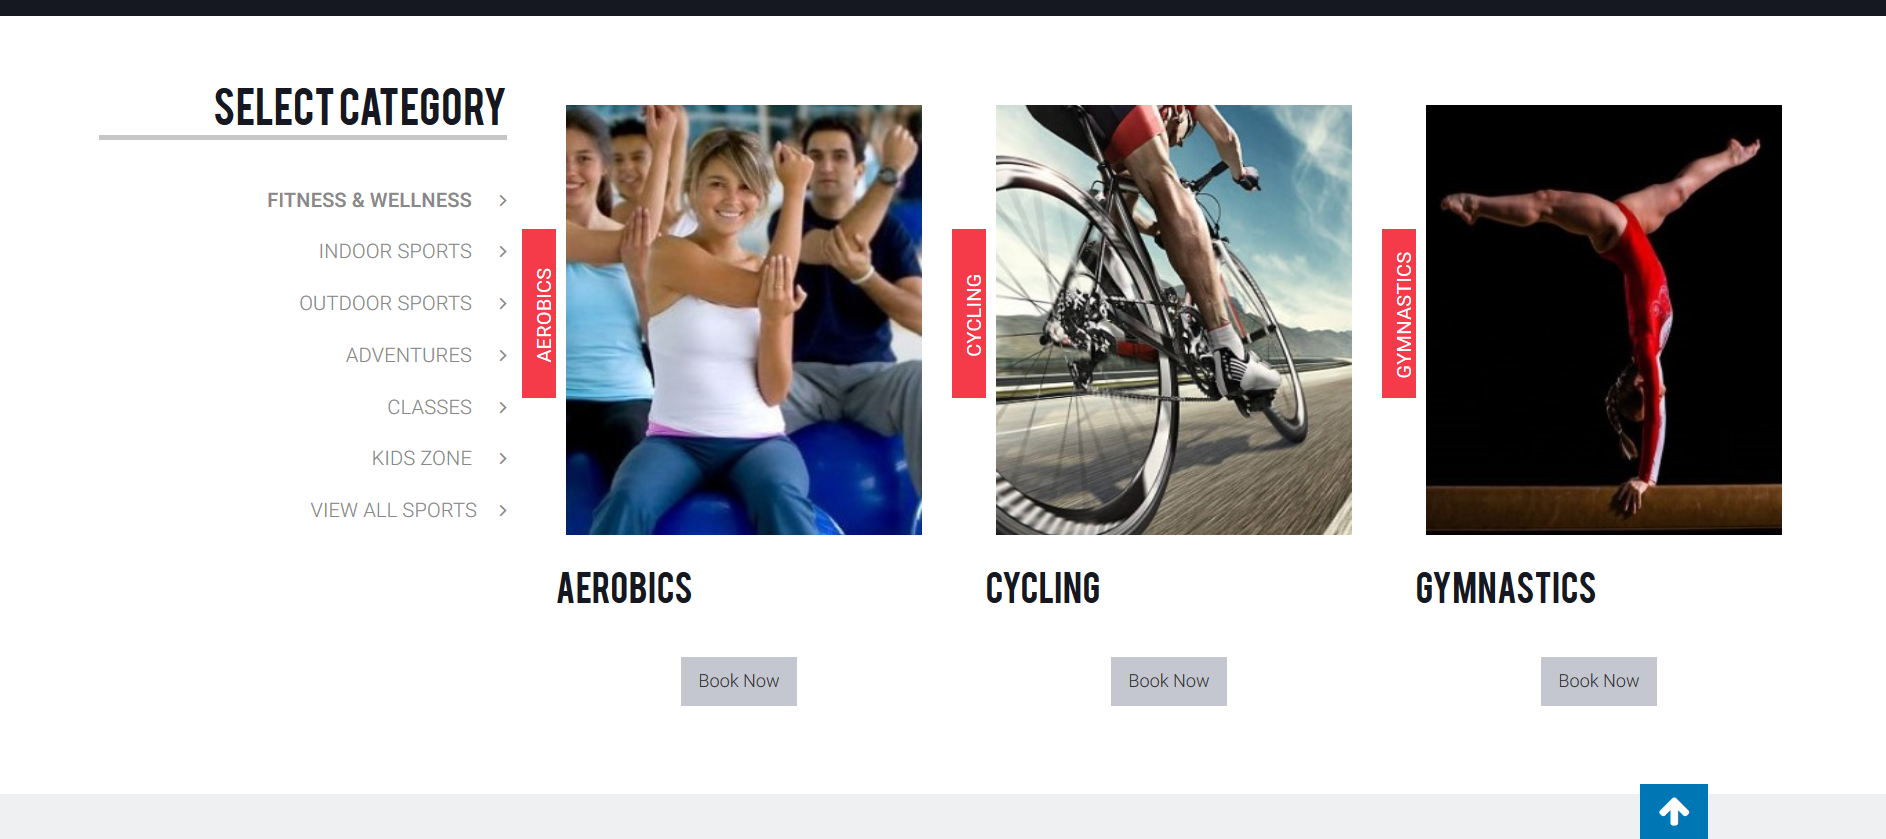 SELECT CATEGORY
FITNESS & WELLNESS
INDOOR SPORTS
OUTDOOR SPORTS
ADVENTURES
CLASSES
KIDS ZONE
VIEW ALL SPORTS
AEROBICS
AEROBICS
Book Now
CYCLING
CYCLING
Book Now
GYMNASTICS
GYMNASTICS
Book Now